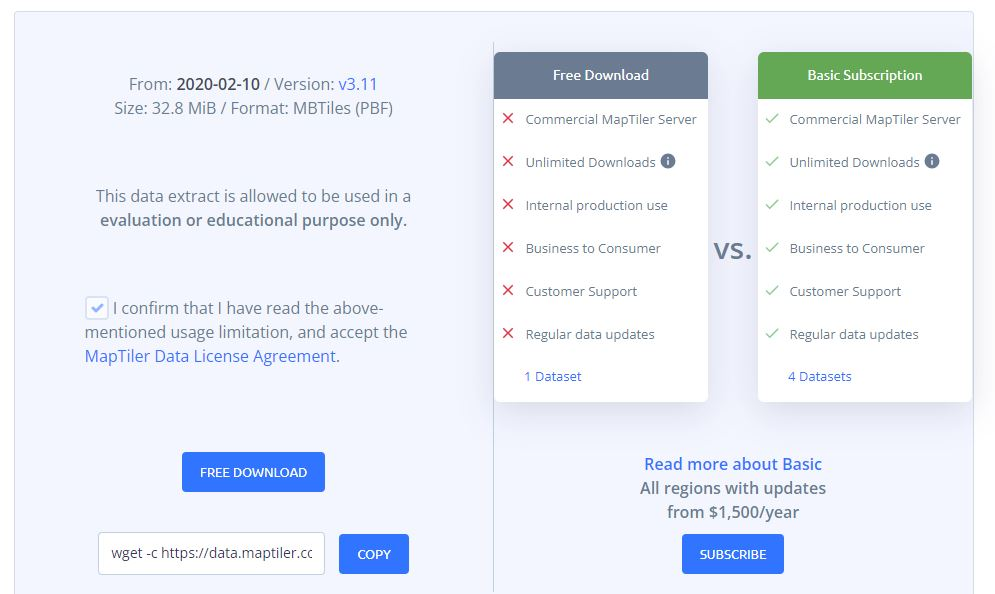 From: 2020-02-10 / Version: v3.11
Size: 32.8 MiB / Format: MBTiles (PBF)
This data extract is allowed to be used in a
evaluation or educational purpose only.
I confirm that I have read the above-
mentioned usage limitation, and accept the
MapTiler Data License Agreement.
FREE DOWNLOAD
wget -c https://data.maptiler.cc
COPY
Free Download
Commercial MapTiler Server
Unlimited Downloads
Internal production use
Business to Consumer
Customer Support
Regular data updates
1 Dataset
vs.
Basic Subscription
Commercial MapTiler Server
Unlimited Downloads
Internal production use
Business to Consumer
Customer Support
Regular data updates
4 Datasets
Read more about Basic
All regions with updates
from $1,500/year
SUBSCRIBE